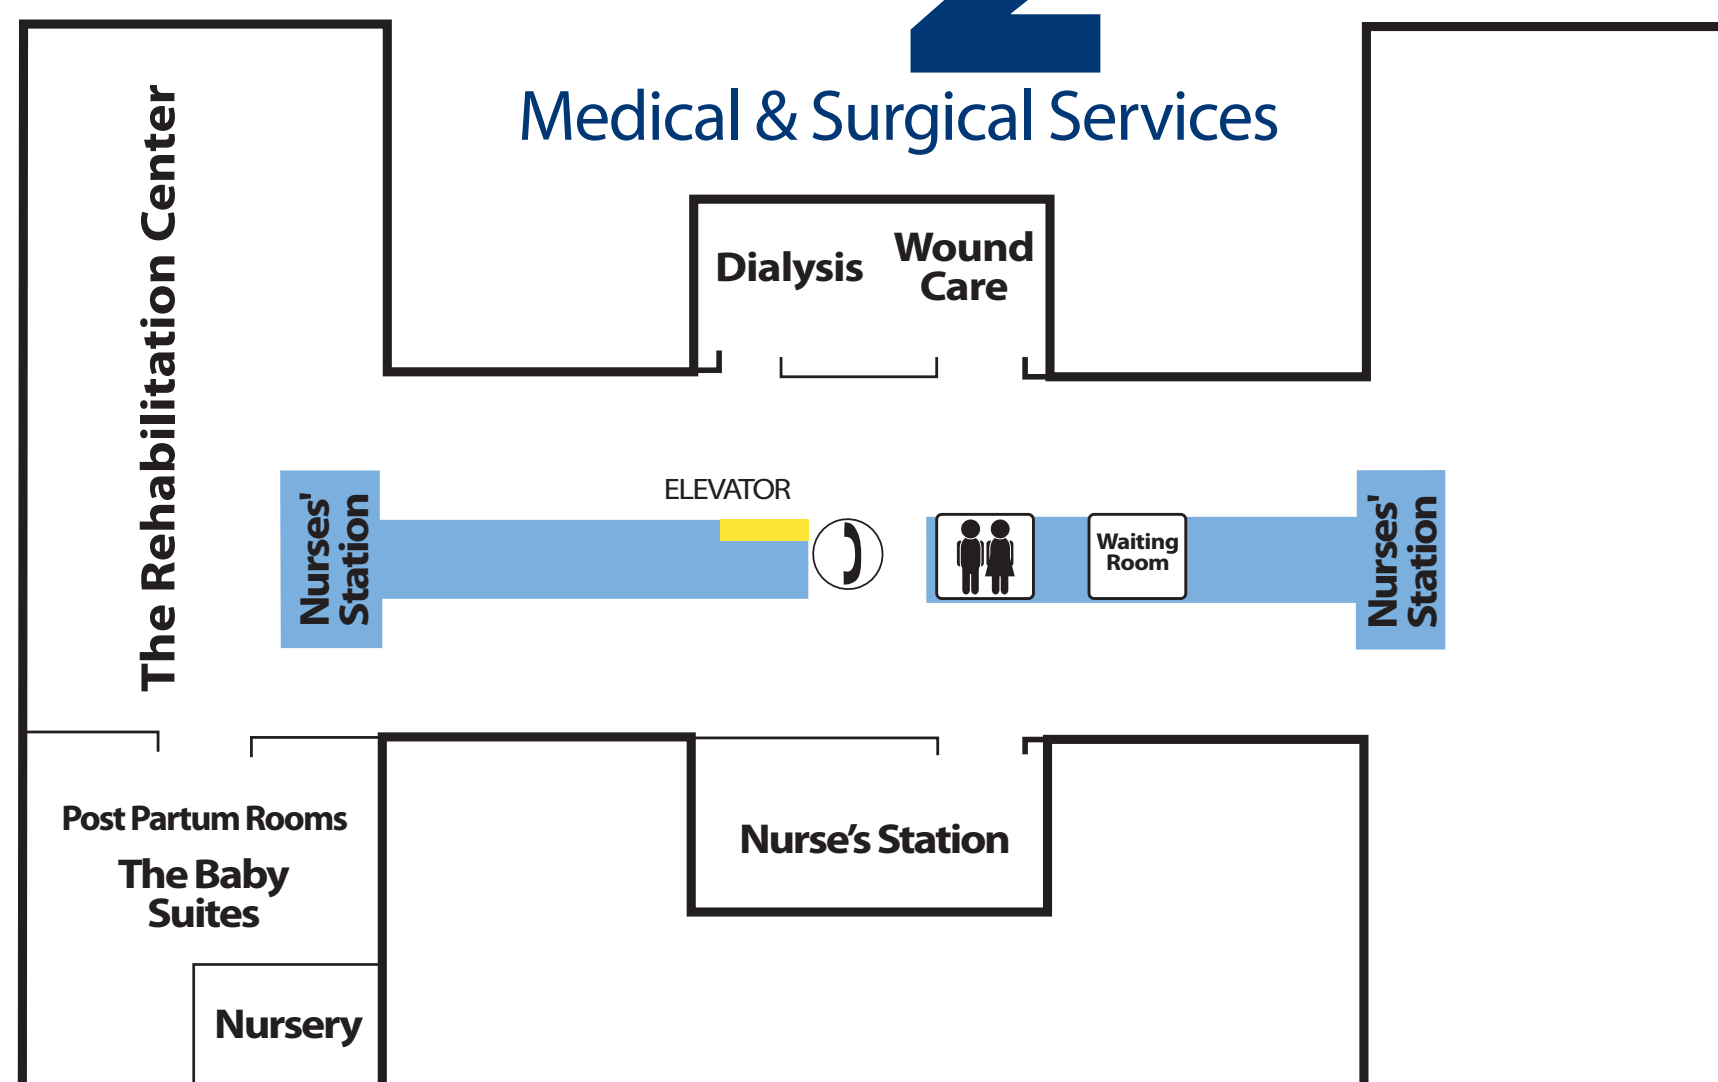 2
Medical & Surgical Services
The Rehabilitation Center
Dialysis
Wound
Care
ELEVATOR
Nurses'
Station
Waiting
Room
Nurses'
Station
Post Partum Rooms
The Baby
Suites
Nurse’s Station
Nursery